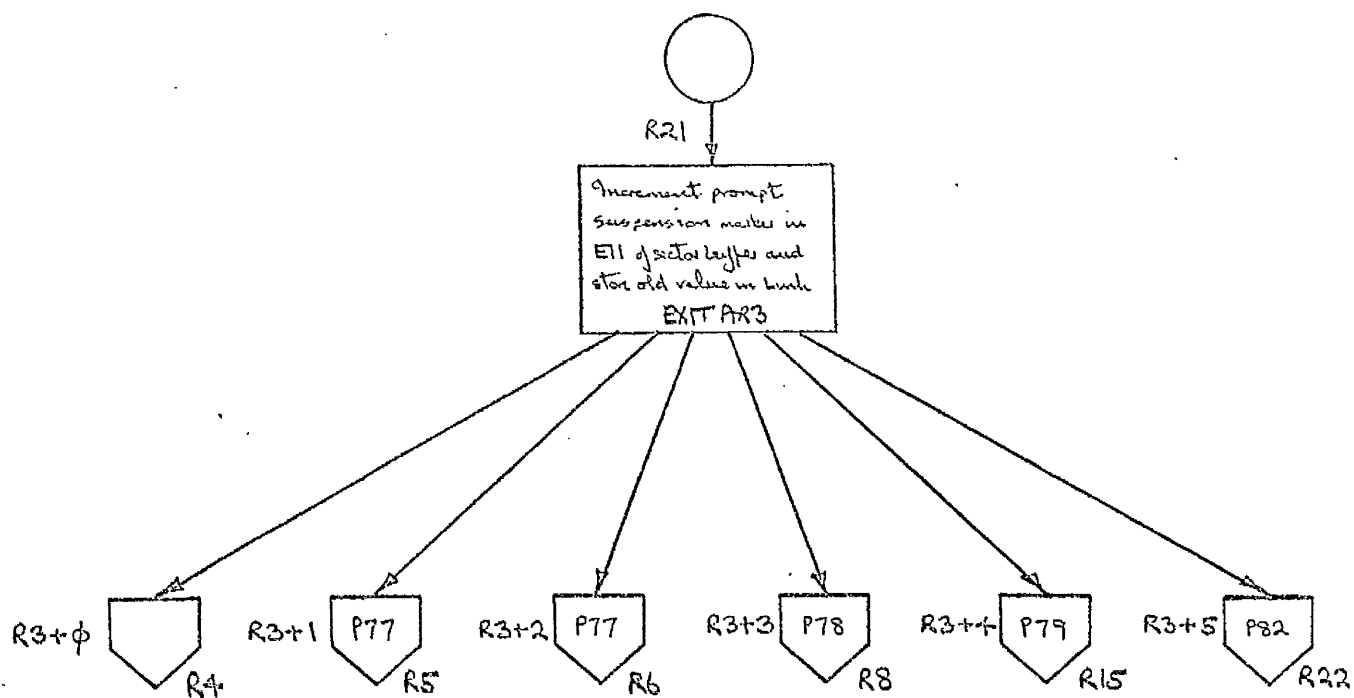 R21
Increment prompt
suspension marker in
E11 of sector buffer and
store old value in Link
EXIT AR3
R3+φ
R4
R3+1
P77
R5
R3+2
P77
R6
R3+3
P78
R8
R3+4
P79
R15
R3+5
P82
R22